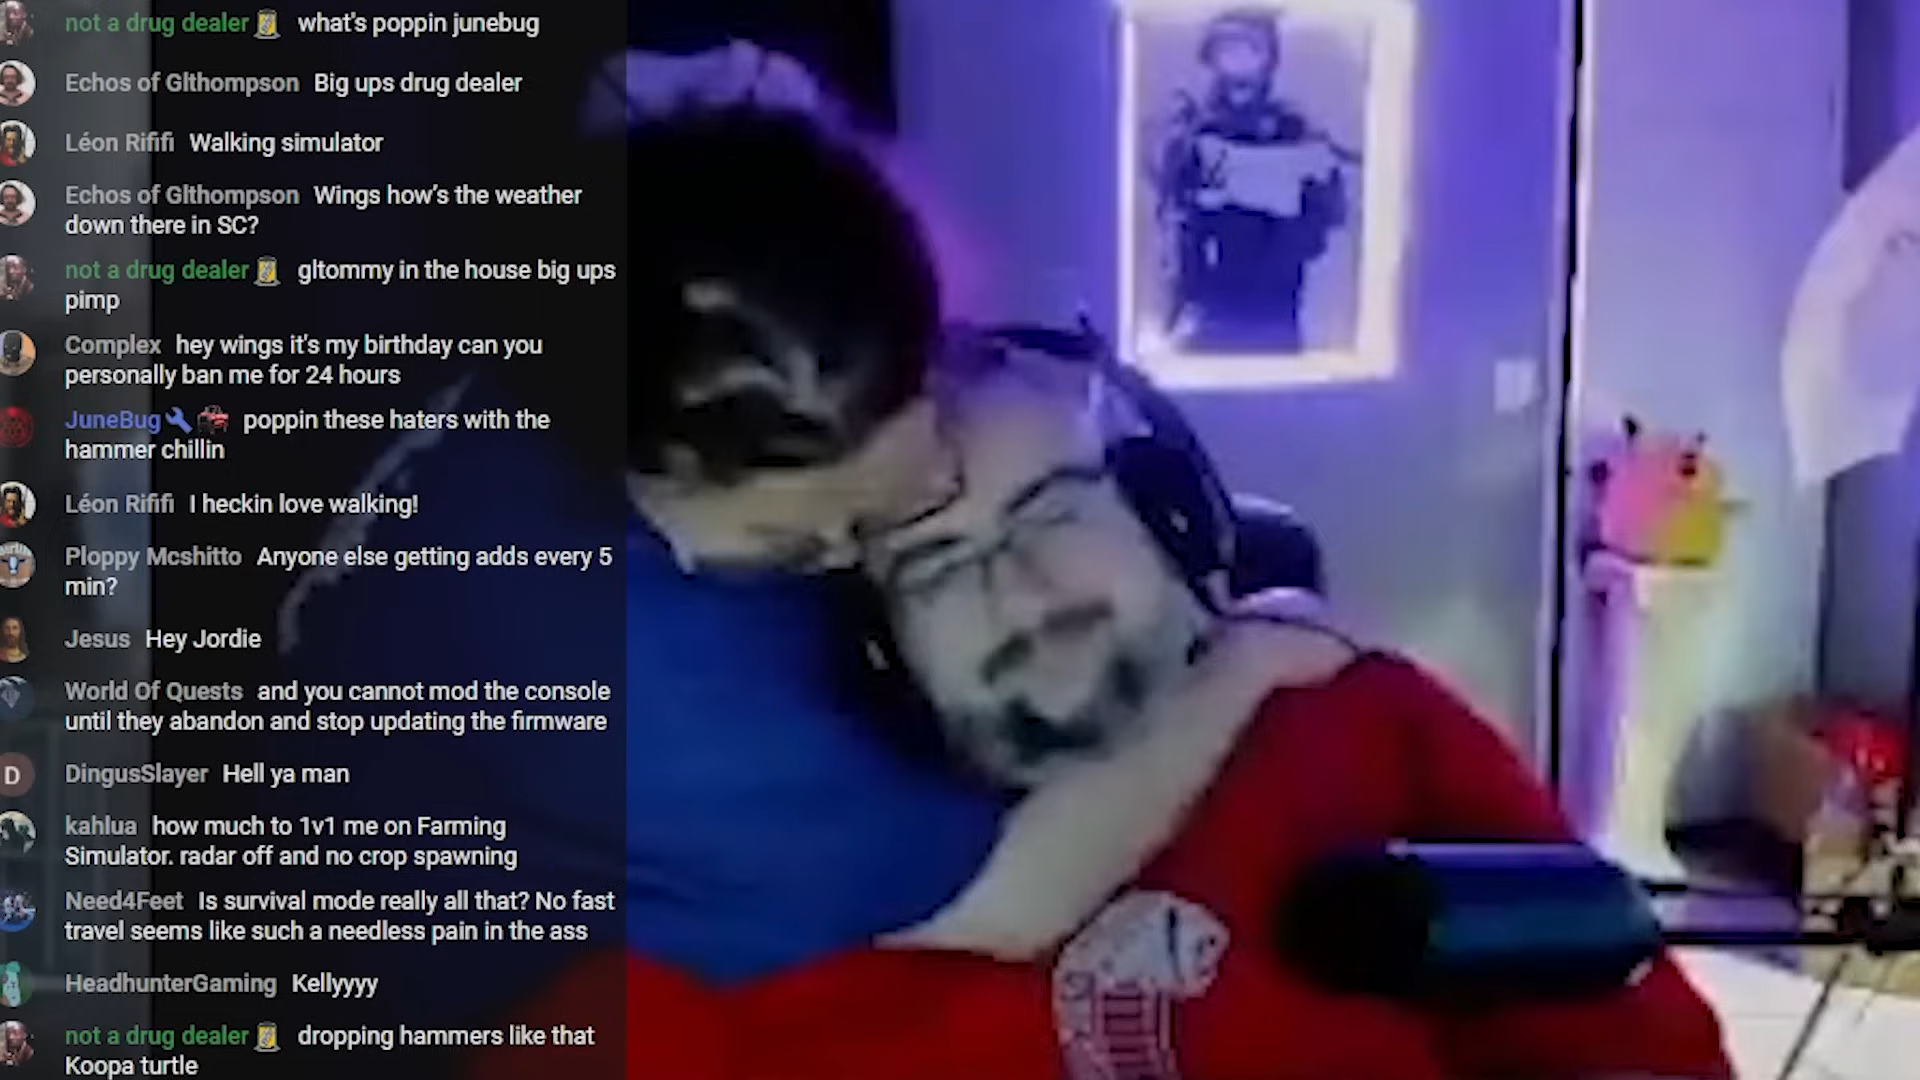 not a drug dealer what's poppin junebug
Echos of Glthompson Big ups drug dealer
Léon Rififi Walking simulator
Echos of Glthompson Wings how's the weather
down there in SC?
not a drug dealer gltommy in the house big ups
pimp
Complex hey wings it's my birthday can you
personally ban me for 24 hours
JuneBug poppin these haters with the
hammer chillin
Léon Rififi I heckin love walking!
Ploppy Mcshitto Anyone else getting adds every 5
min?
Jesus Hey Jordie
World Of Quests and you cannot mod the console
until they abandon and stop updating the firmware
D DingusSlayer Hell ya man
kahlua how much to 1v1 me on Farming
Simulator. radar off and no crop spawning
Need4Feet Is survival mode really all that? No fast
travel seems like such a needless pain in the ass
HeadhunterGaming Kellyyyy
not a drug dealer dropping hammers like that
Koopa turtle